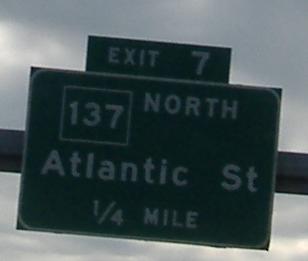 EXIT 7
137 NORTH
Atlantic St
1/4 MILE